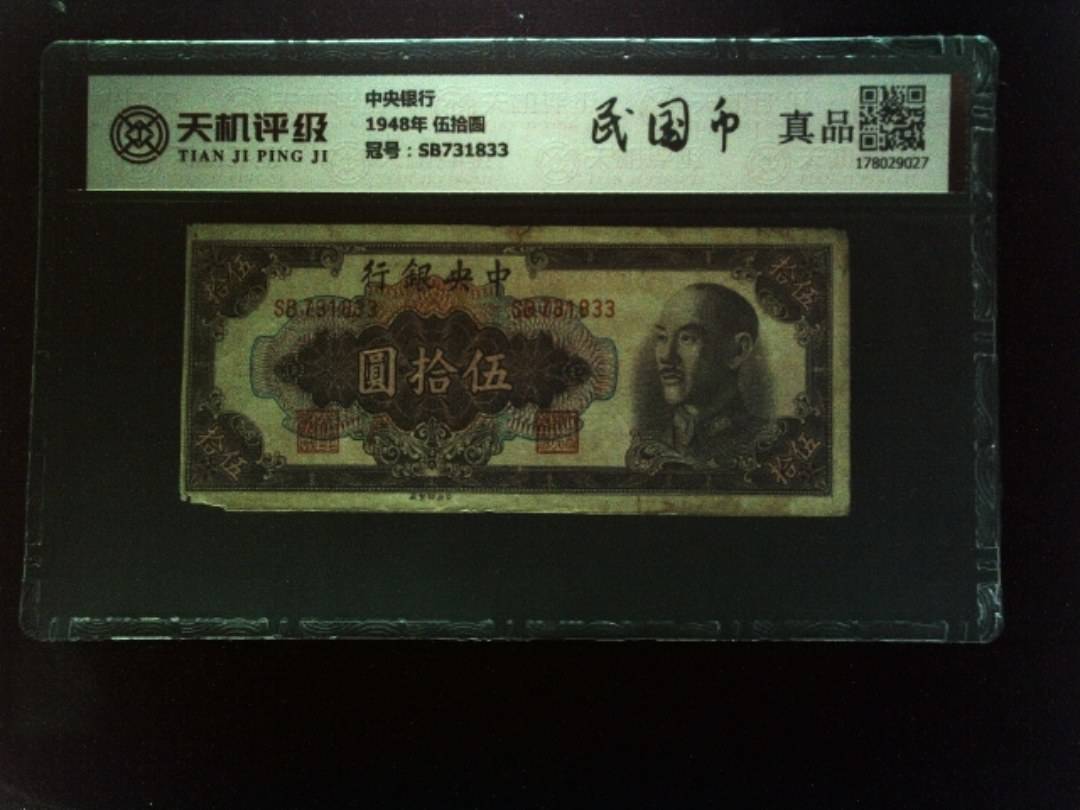 天机评级
TIAN JI PING JI
中央银行
1948年 伍拾圆
冠号：SB731833
民国币
真品
178029027
拾伍
行銀央中
拾伍
SB731833
SB731833
圓拾伍
拾伍
拾伍